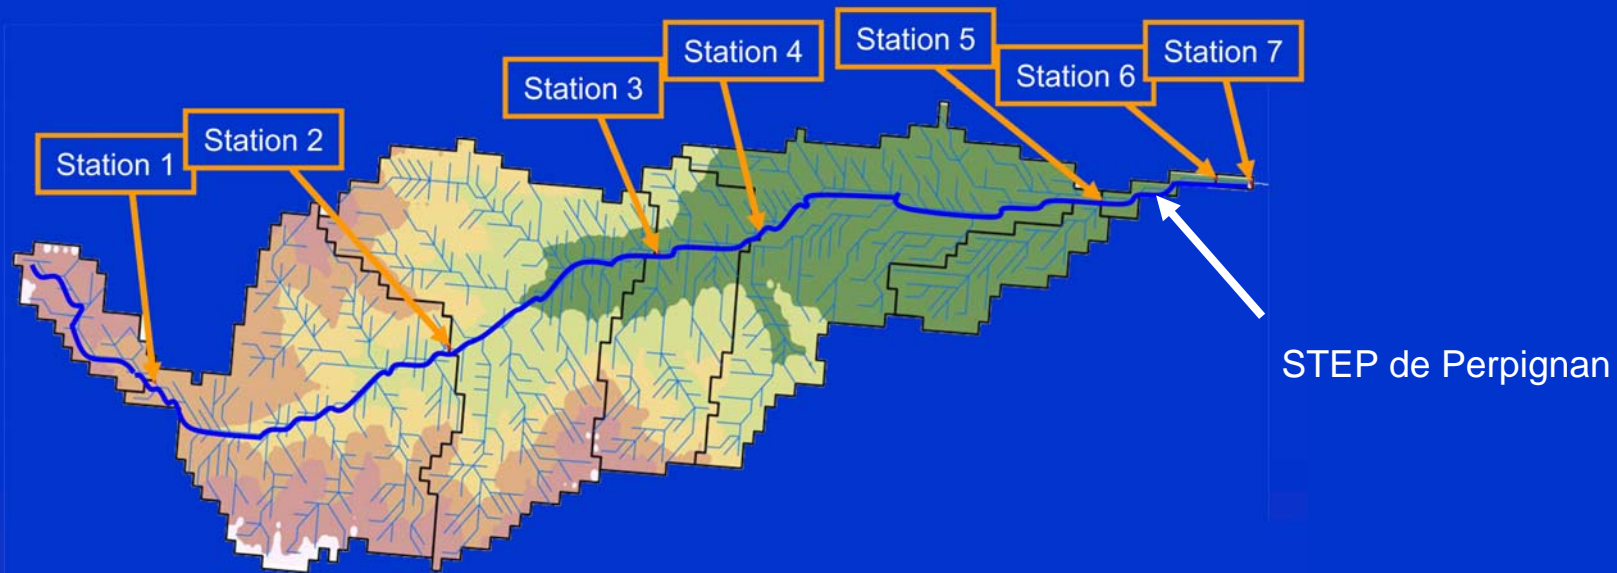 Station 1
Station 2
Station 3
Station 4
Station 5
Station 6
Station 7
STEP de Perpignan